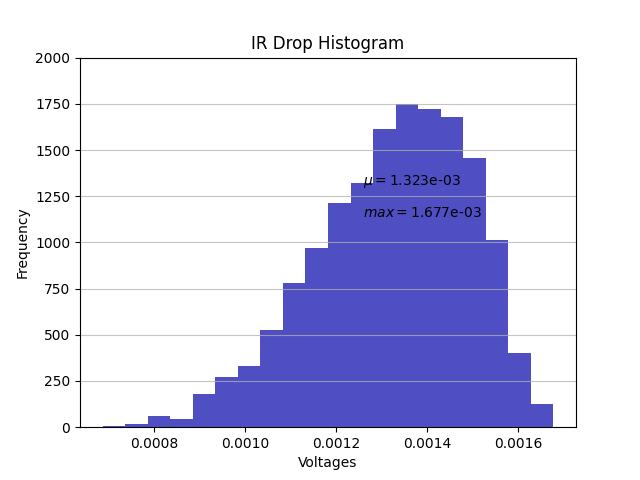 IR Drop Histogram
2000
1750
1500
1250
1000
750
500
250
0
Frequency
μ = 1.323e-03
max = 1.677e-03
0.0008 0.0010 0.0012 0.0014 0.0016
Voltages